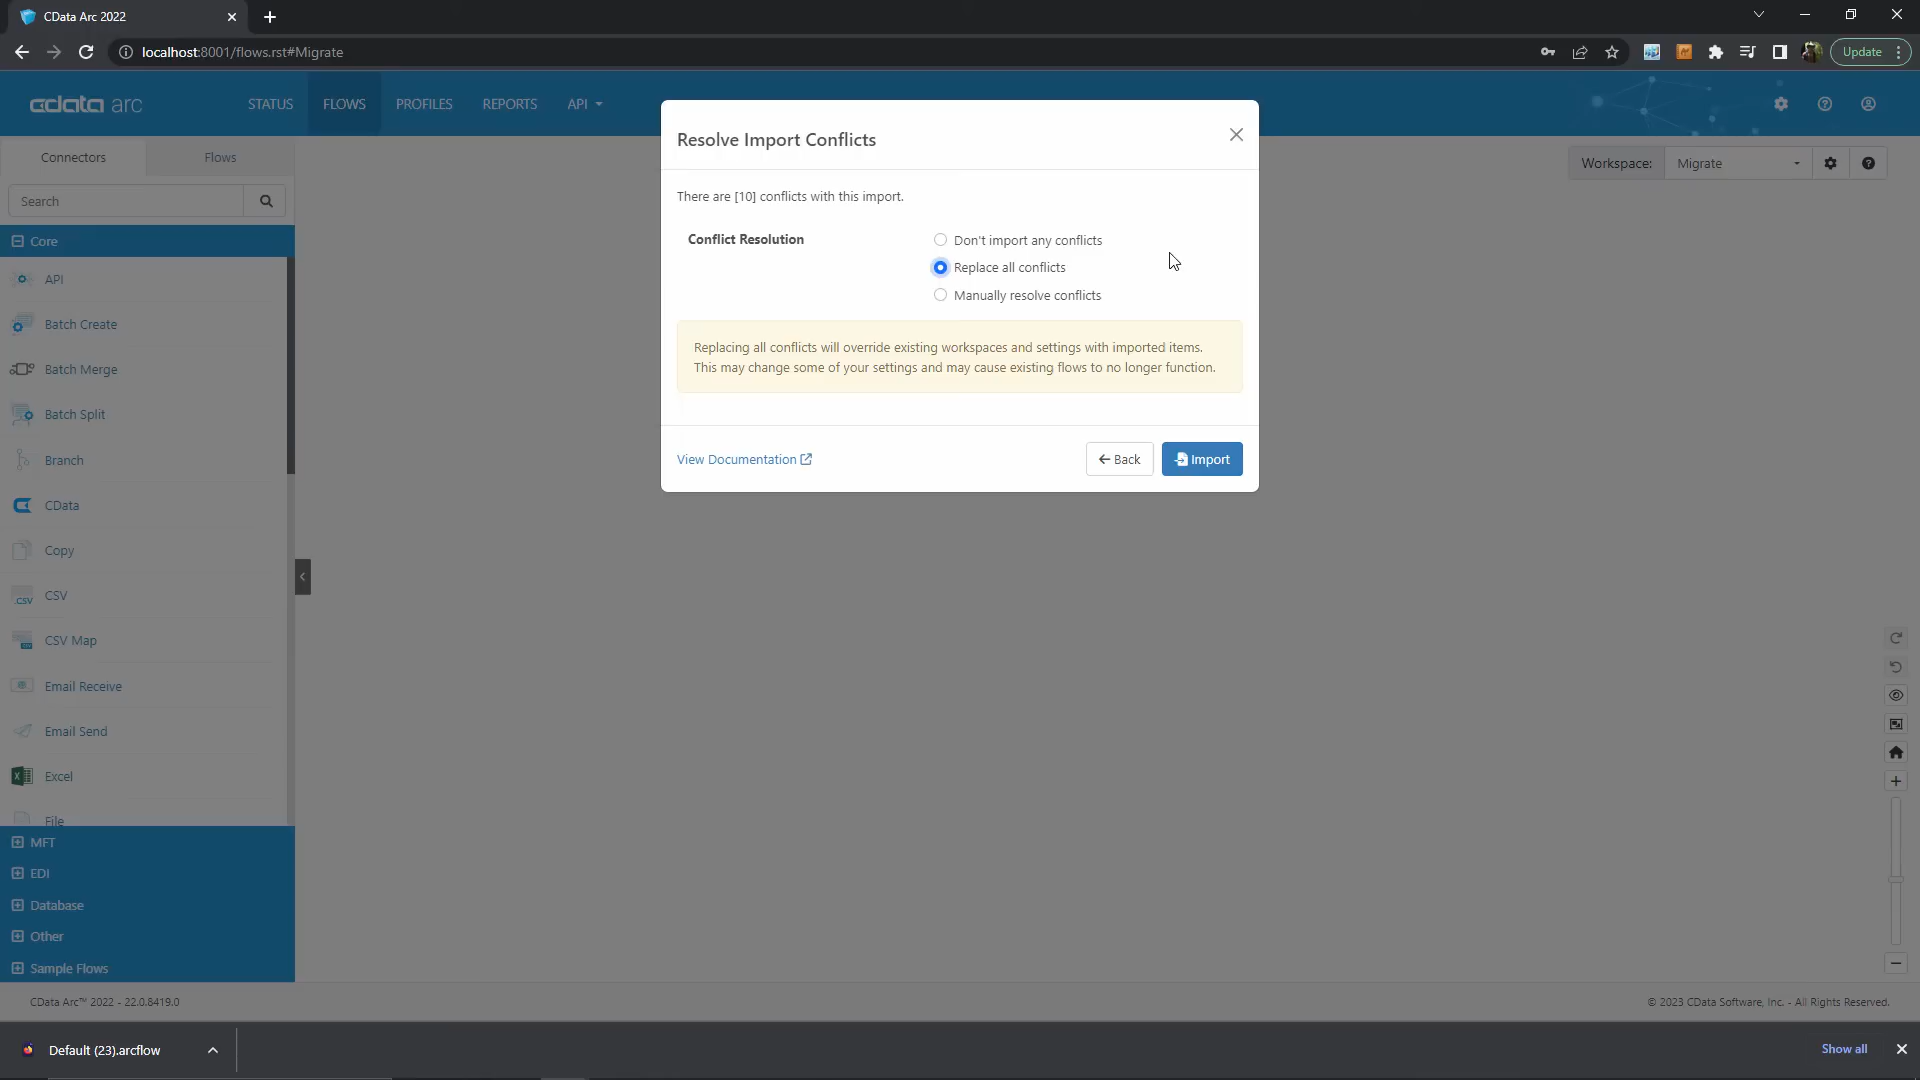 CData Arc 2022
localhost:8001/flows.rst#Migrate
Update
cdata arc
STATUS
FLOWS
PROFILES
REPORTS
API
Connectors
Flows
Workspace:
Migrate
Search
Core
API
Batch Create
Batch Merge
Batch Split
Branch
CData
Copy
.CSV
CSV
CSV Map
Email Receive
Email Send
Excel
File
MFT
EDI
Database
Other
Sample Flows
Resolve Import Conflicts
There are [10] conflicts with this import.
Conflict Resolution
Don't import any conflicts
Replace all conflicts
Manually resolve conflicts
Replacing all conflicts will override existing workspaces and settings with imported items.
This may change some of your settings and may cause existing flows to no longer function.
View Documentation
Back
Import
CData Arc™ 2022 - 22.0.8419.0
© 2023 CData Software, Inc. - All Rights Reserved.
Default (23).arcflow
Show all